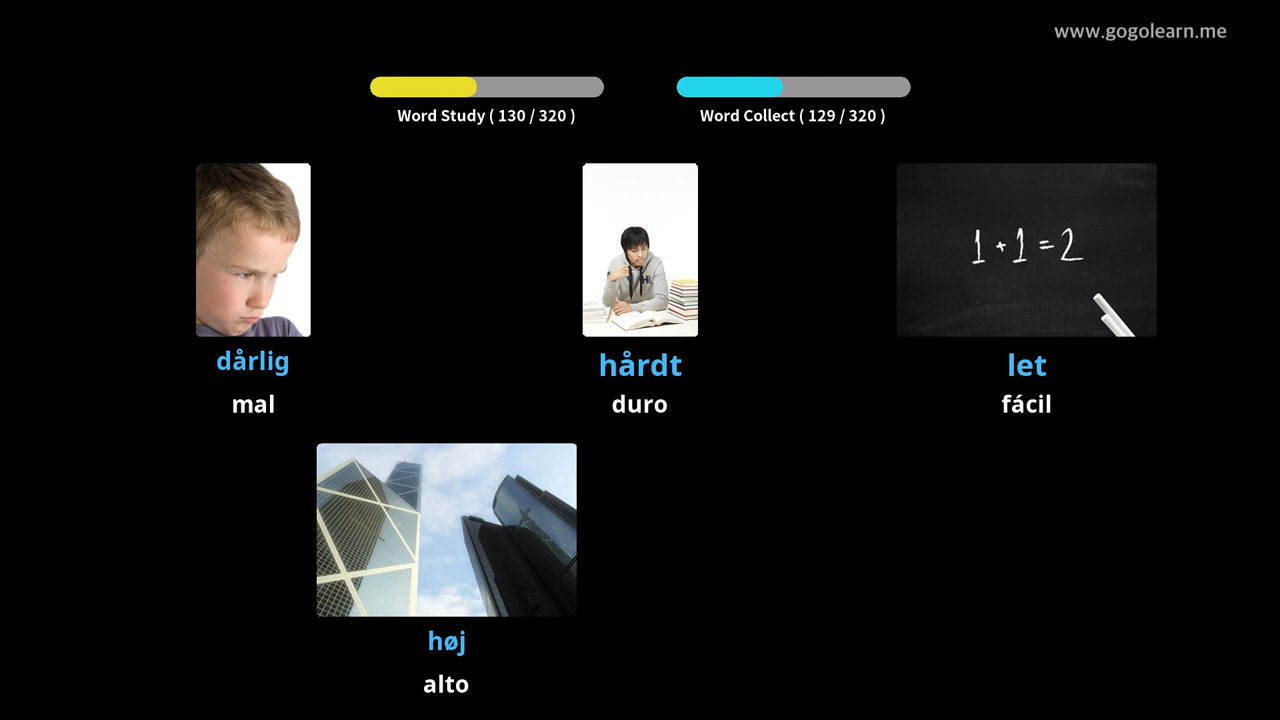 www.gogolearn.me
Word Study ( 130 / 320 )
Word Collect ( 129 / 320 )
1 + 1 = 2
dårlig
hårdt
let
mal
duro
fácil
høj
alto